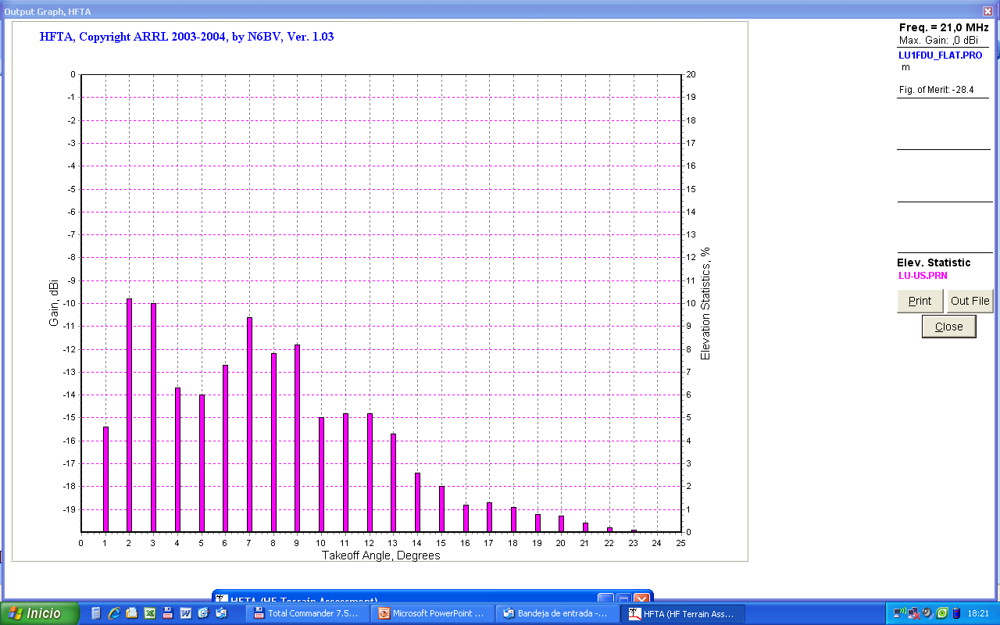 Output Graph, HFTA
HFTA, Copyright ARRL 2003-2004, by N6BV, Ver. 1.03
0
-1
-2
-3
-4
-5
-6
-7
-8
-9
-10
-11
-12
-13
-14
-15
-16
-17
-18
-19
Gain, dBi
20
19
18
17
16
15
14
13
12
11
10
9
8
7
6
5
4
3
2
1
0
Elevation Statistics, %
0 1 2 3 4 5 6 7 8 9 10 11 12 13 14 15 16 17 18 19 20 21 22 23 24 25
Takeoff Angle, Degrees
Freq. = 21,0 MHz
Max. Gain: ,0 dBi
LU1FDU_FLAT.PRO
m
Fig. of Merit: -28.4
Elev. Statistic
LU-US.PRN
Print Out File
Close
HFTA (HF Terrain Assessment)
Inicio
Total Commander 7.5...
Microsoft PowerPoint ...
Bandeja de entrada -...
HFTA (HF Terrain Ass...
18:21